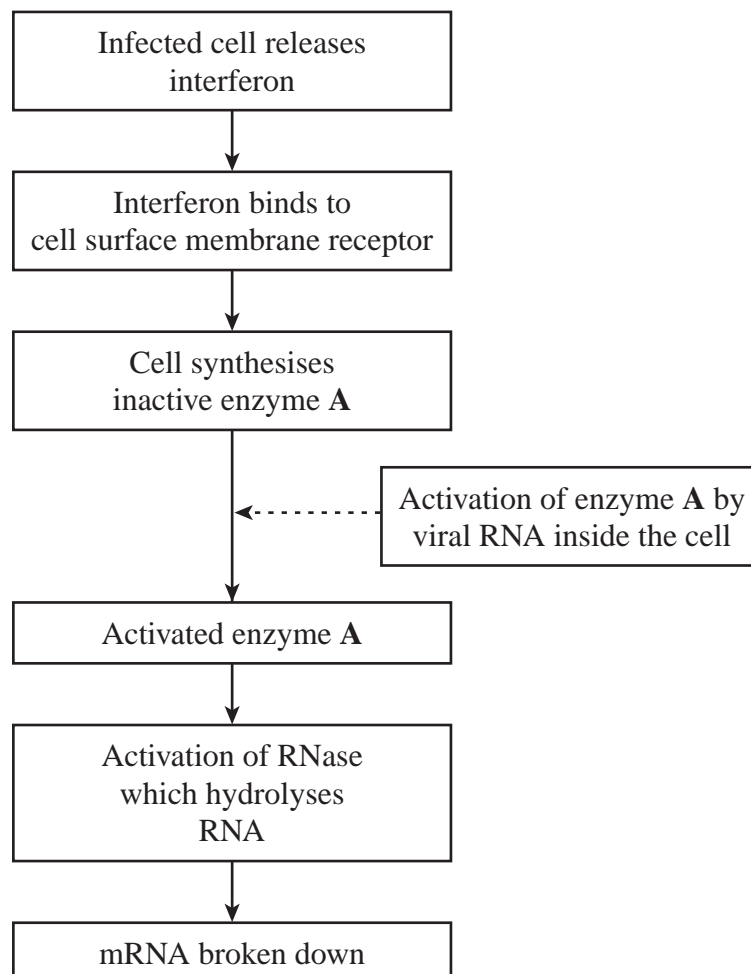 Infected cell releases
interferon
Interferon binds to
cell surface membrane receptor
Cell synthesises
inactive enzyme A
Activation of enzyme A by
viral RNA inside the cell
Activated enzyme A
Activation of RNase
which hydrolyses
RNA
mRNA broken down